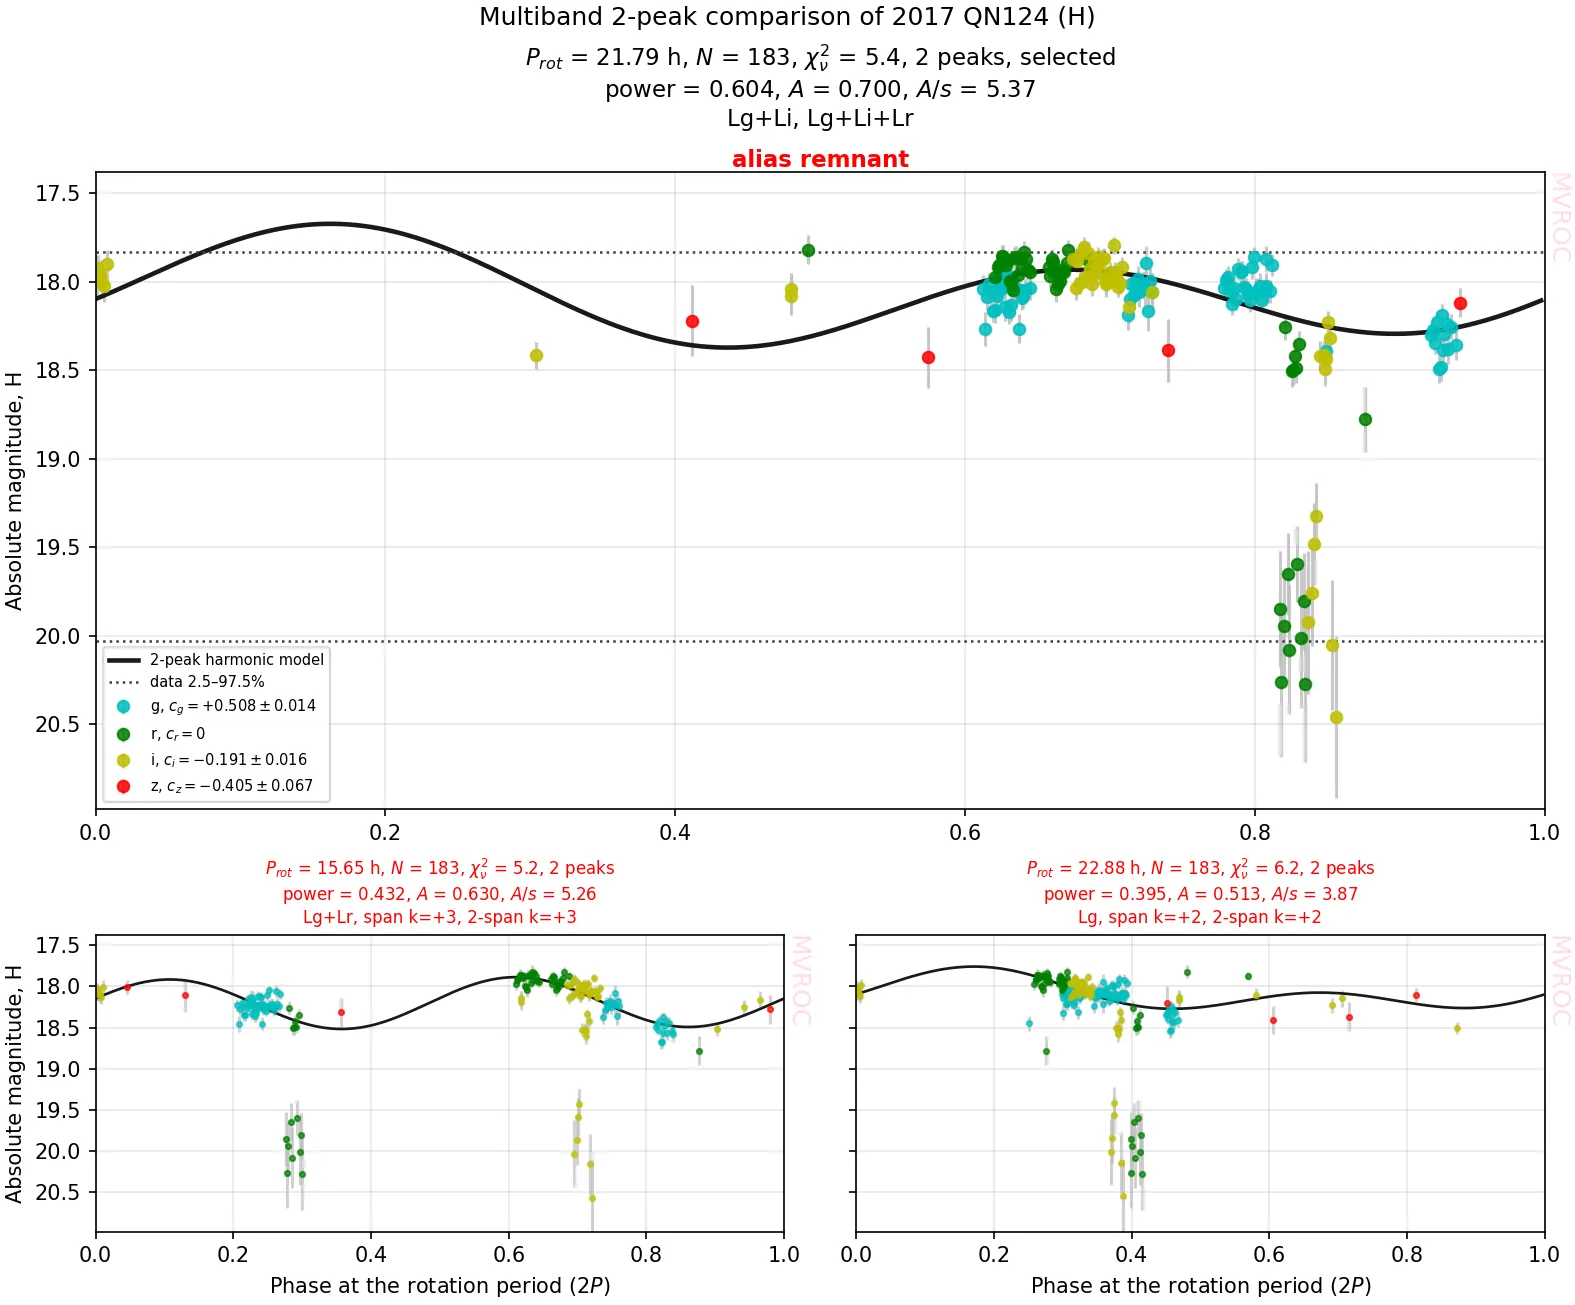 Multiband 2-peak comparison of 2017 QN124 (H)
P_rot = 21.79 h, N = 183, χ²_ν = 5.4, 2 peaks, selected
power = 0.604, A = 0.700, A/s = 5.37
Lg+Li, Lg+Li+Lr
alias remnant
17.5
18.0
18.5
19.0
19.5
20.0
20.5
Absolute magnitude, H
MVROC
2-peak harmonic model
data 2.5–97.5%
g, c_g = +0.508 ± 0.014
r, c_r = 0
i, c_i = −0.191 ± 0.016
z, c_z = −0.405 ± 0.067
0.0 0.2 0.4 0.6 0.8 1.0
P_rot = 15.65 h, N = 183, χ²_ν = 5.2, 2 peaks
power = 0.432, A = 0.630, A/s = 5.26
Lg+Lr, span k=+3, 2-span k=+3
17.5
18.0
18.5
19.0
19.5
20.0
20.5
Absolute magnitude, H
MVROC
0.0 0.2 0.4 0.6 0.8 1.0
Phase at the rotation period (2P)
P_rot = 22.88 h, N = 183, χ²_ν = 6.2, 2 peaks
power = 0.395, A = 0.513, A/s = 3.87
Lg, span k=+2, 2-span k=+2
MVROC
0.0 0.2 0.4 0.6 0.8 1.0
Phase at the rotation period (2P)